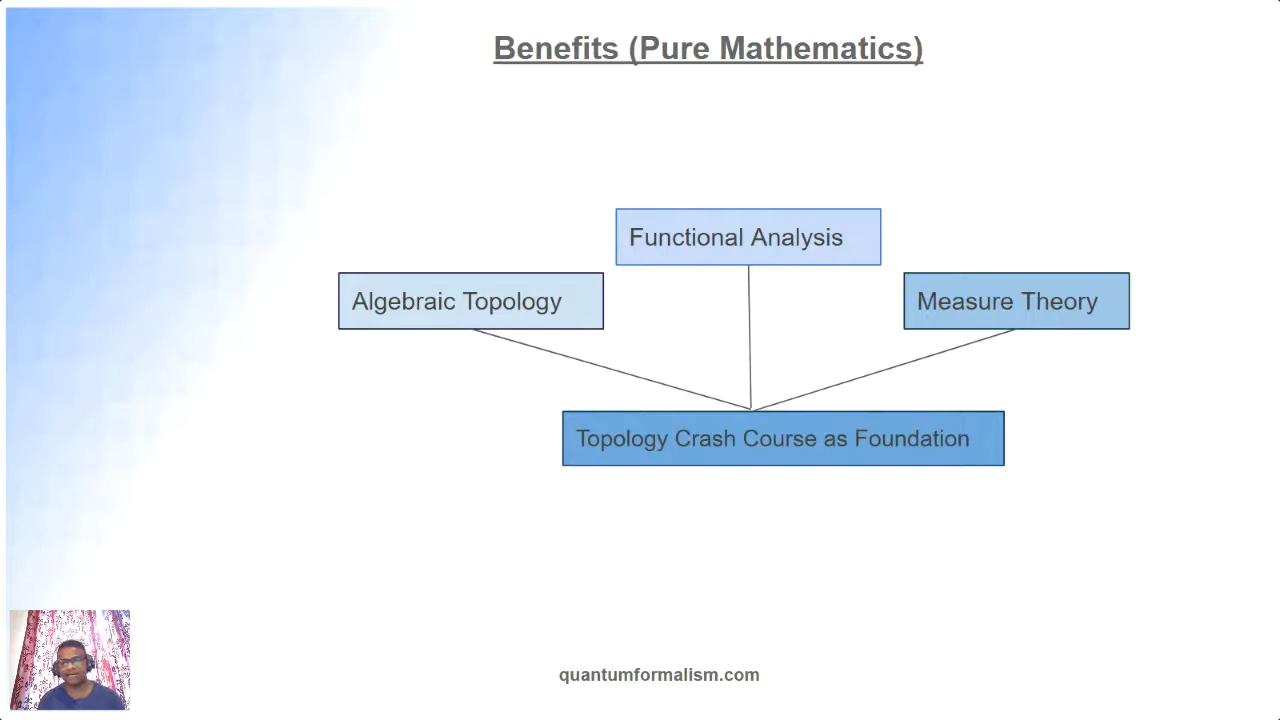 Benefits (Pure Mathematics)
Functional Analysis
Algebraic Topology
Measure Theory
Topology Crash Course as Foundation
quantumformalism.com